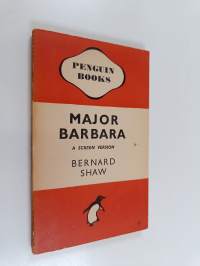 PENGUIN
BOOKS
MAJOR
BARBARA
A SCREEN VERSION
BERNARD
SHAW